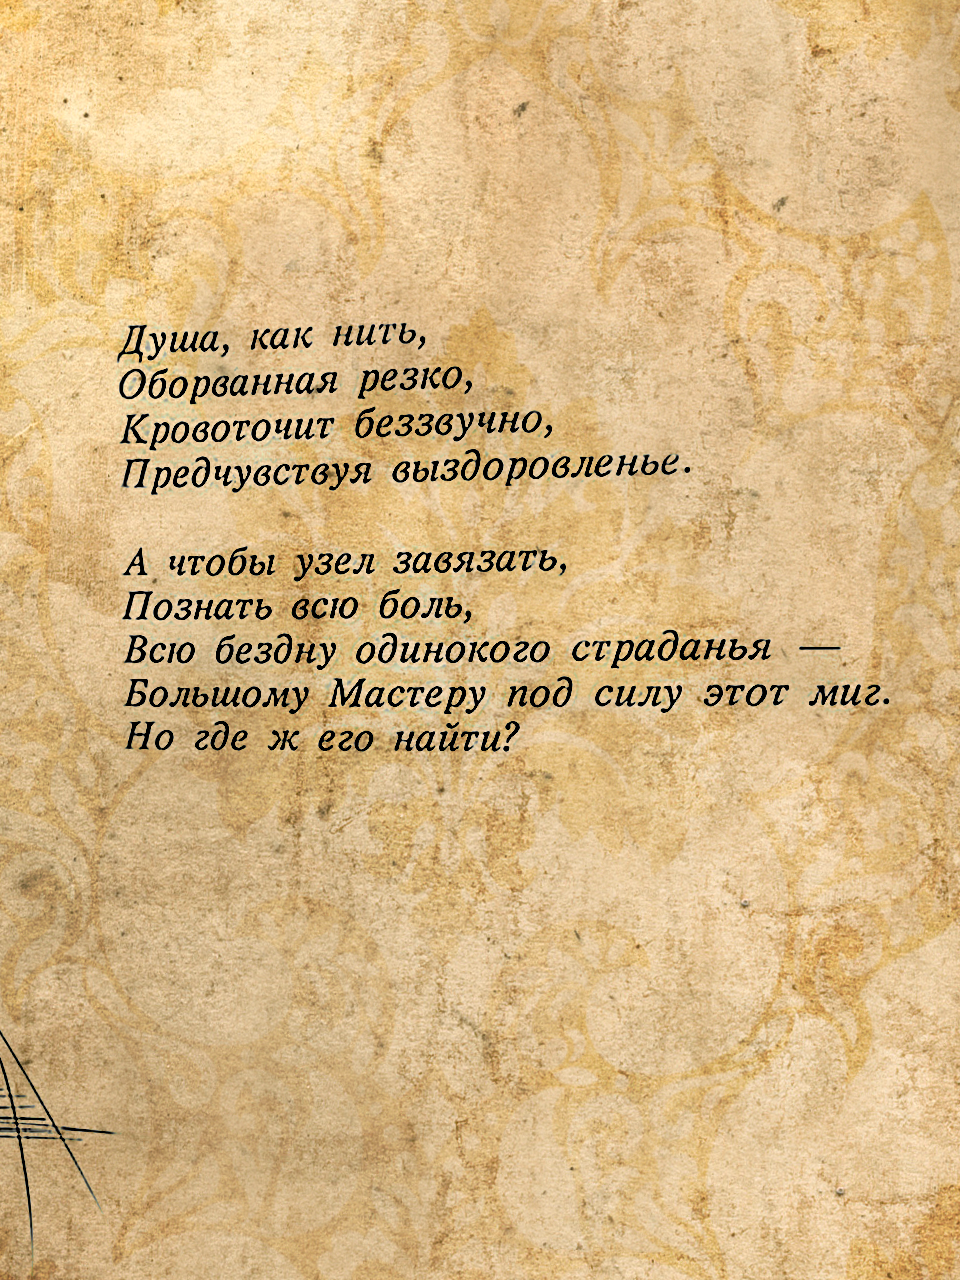 Душа, как нить,
Оборванная резко,
Кровоточит беззвучно,
Предчувствуя выздоровленье.
А чтобы узел завязать,
Познать всю боль,
Всю бездну одинокого страданья —
Большому Мастеру под силу этот миг.
Но где ж его найти?